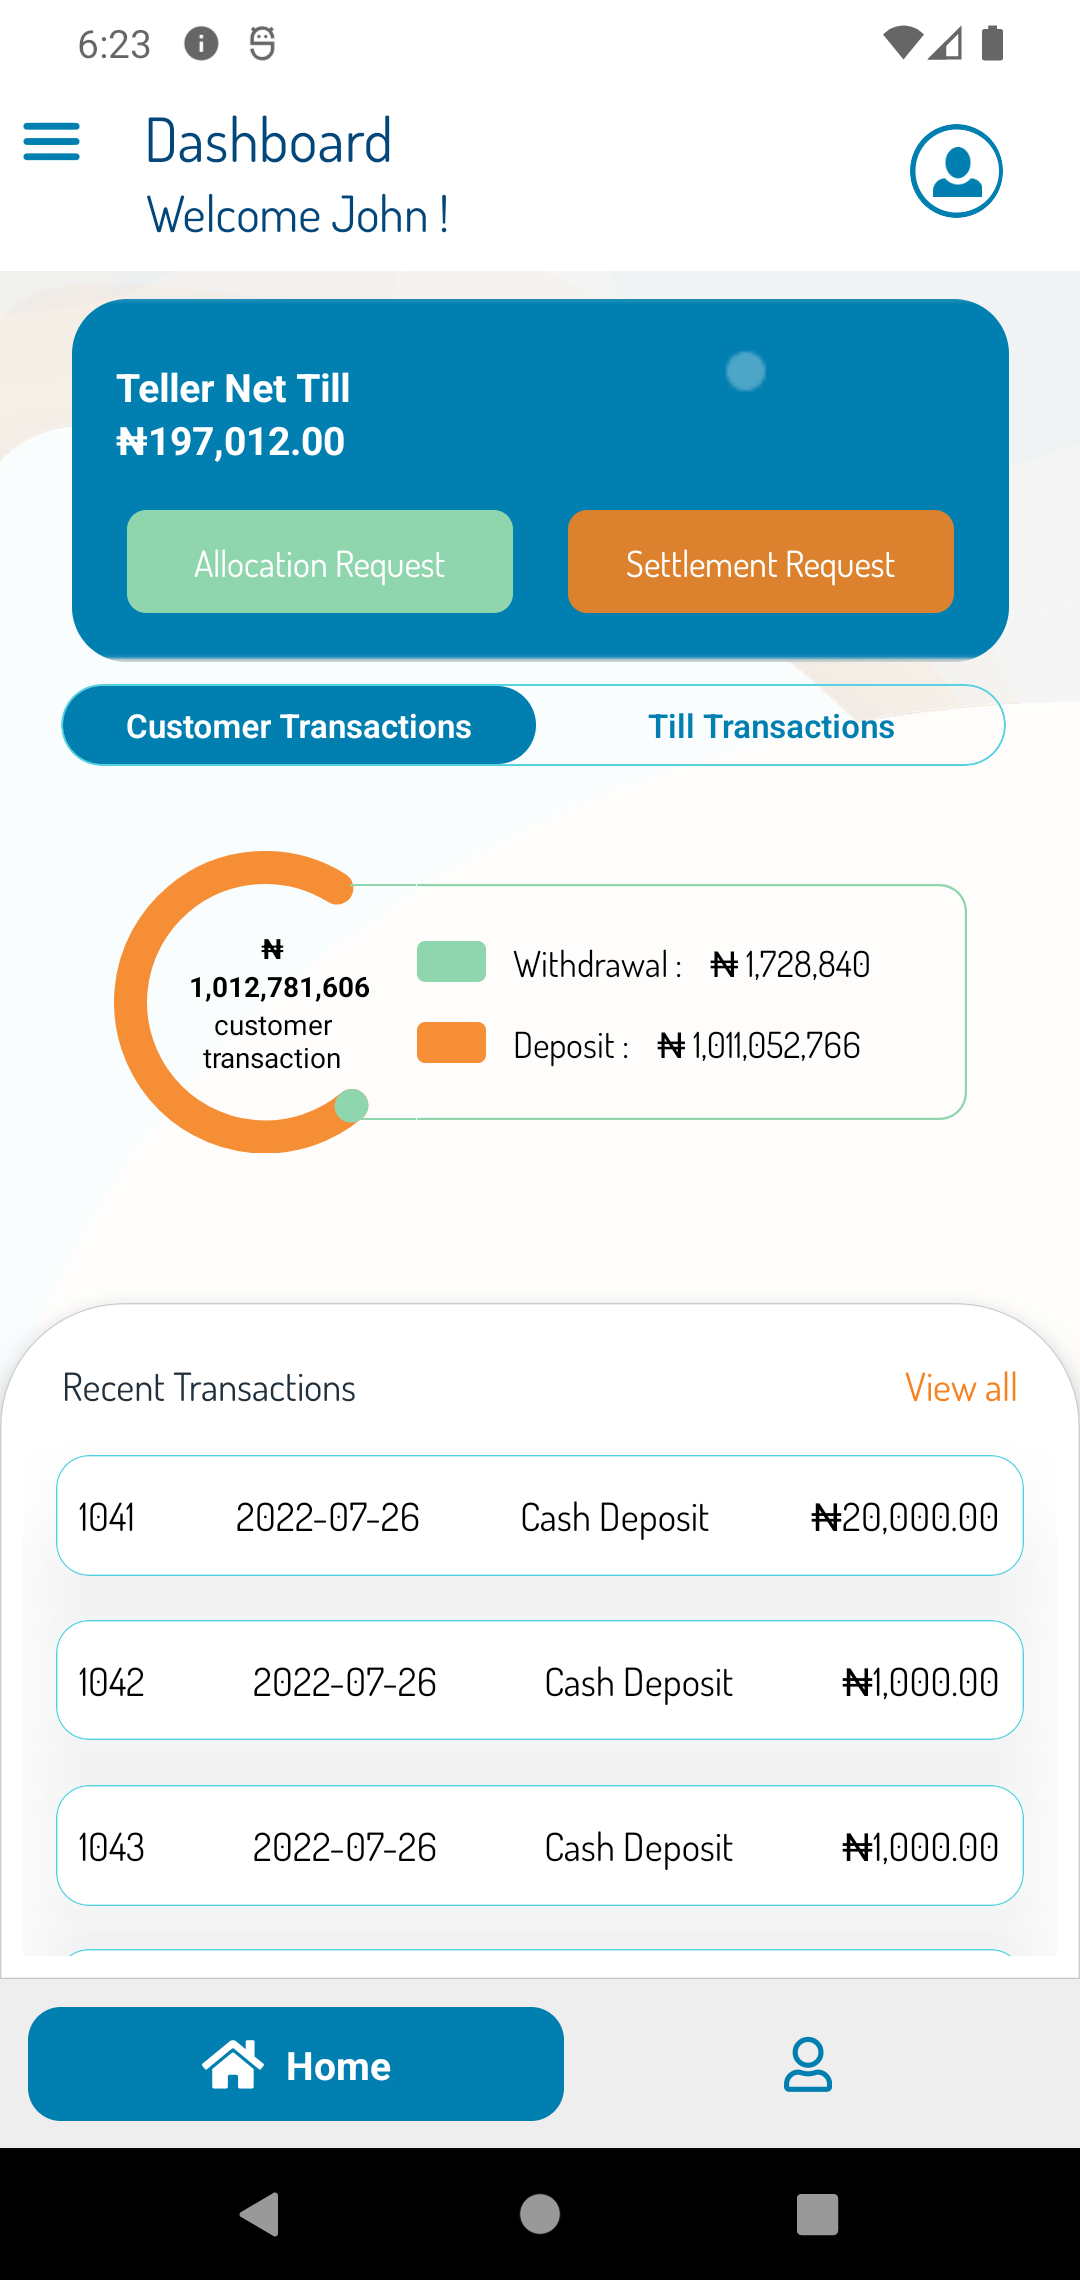 6:23
Dashboard
Welcome John !
Teller Net Till
₦197,012.00
Allocation Request
Settlement Request
Customer Transactions
Till Transactions
₦
1,012,781,606
customer
transaction
Withdrawal : ₦ 1,728,840
Deposit : ₦ 1,011,052,766
Recent Transactions
View all
1041 2022-07-26 Cash Deposit ₦20,000.00
1042 2022-07-26 Cash Deposit ₦1,000.00
1043 2022-07-26 Cash Deposit ₦1,000.00
Home